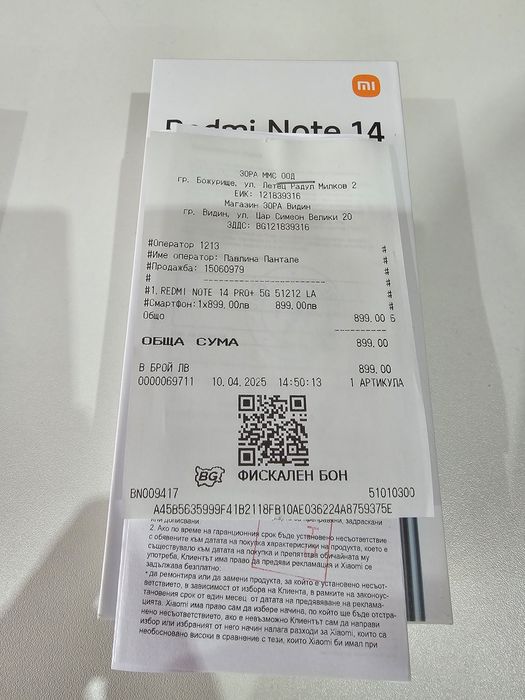 mi
Redmi Note 14
ЗОРА ММС ООД
гр. Божурище, ул. Летец Радул Милков 2
ЕИК: 121839316
Магазин ЗОРА Видин
гр. Видин, ул. Цар Симеон Велики 20
ЗДДС: BG121839316
#Оператор 1213 #
#Име оператор: Павлина Пантале #
#Продажба: 15060979 #
# ------------------------------ #
#1.REDMI NOTE 14 PRO+ 5G 51212 LA #
#Смартфон:1x899.00лв 899.00лв #
Общо 899.00 Б
----------
ОБЩА СУМА 899.00
В БРОЙ ЛВ 899.00
0000069711 10.04.2025 14:50:13 1 АРТИКУЛА
BG ФИСКАЛЕН БОН
BN009417 51010300
A45B5635999F41B2118FB10AE036224A8759375E
или дописвани поправяни, задраскани
2. Ако по време на гаранционния срок бъде установено несъответствие
с обявените към датата на покупка характеристики на продукта, което е
съществувало към датата на покупка и препятства обичайната му
употреба, Клиентът има право да предяви рекламация и Xiaomi се
задължава безплатно:
• да ремонтира или да замени продукта, за който е установено несъот-
ветствието, в зависимост от избора на Клиента, в рамките на законоус-
тановения срок от един месец от датата на предявяване на реклама-
цията. Xiaomi има право сам да избере начина, по който ще бъде отстра-
нено несъответствието, ако е невъзможно Клиентът сам да направи
избор или избраният от него начин налага разходи за Xiaomi, които са
необосновано високи в сравнение с тези, които Xiaomi би имал при